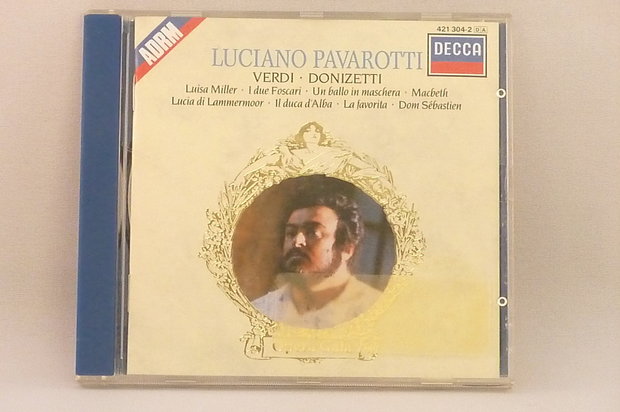 421 304-2 DA
ADRM
DECCA
LUCIANO PAVAROTTI
VERDI · DONIZETTI
Luisa Miller · I due Foscari · Un ballo in maschera · Macbeth
Lucia di Lammermoor · Il duca d'Alba · La favorita · Dom Sébastien